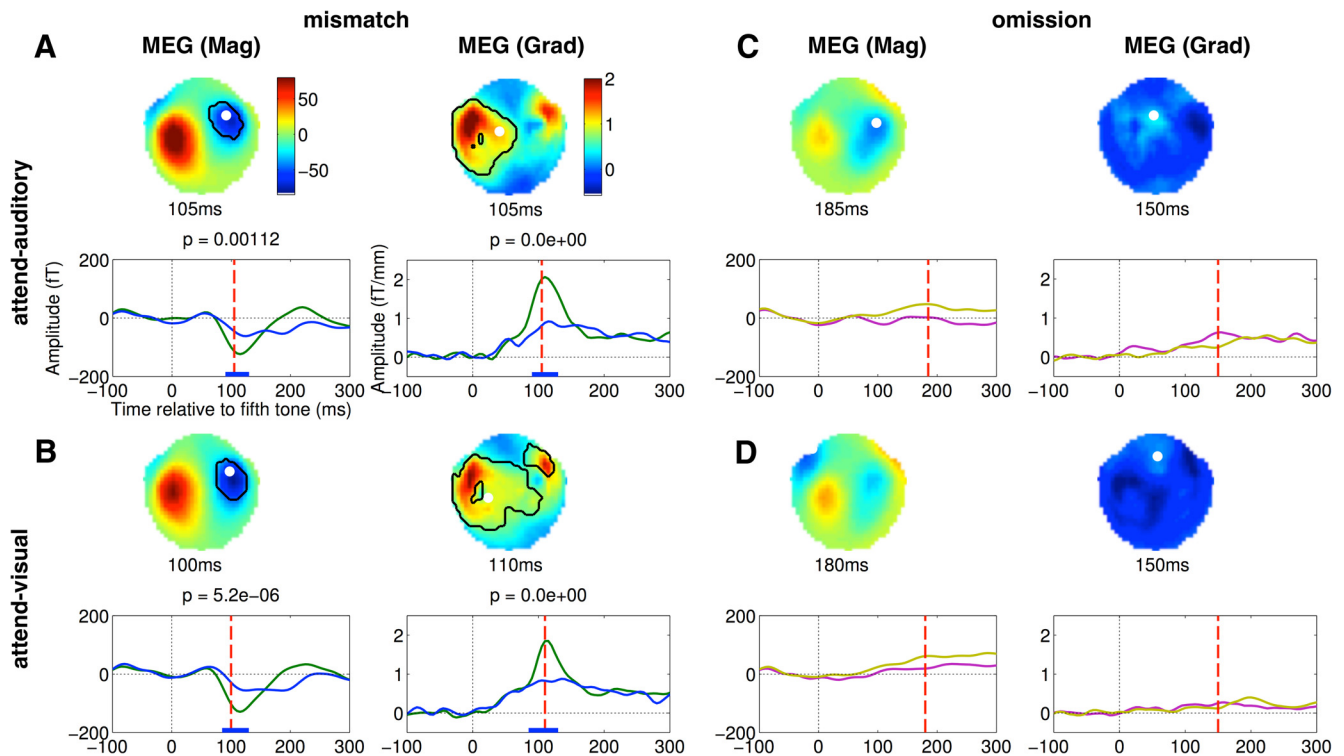 mismatch
omission
A
MEG (Mag)
MEG (Grad)
C
MEG (Mag)
MEG (Grad)
attend-auditory
50
0
−50
2
1
0
105ms
105ms
185ms
150ms
p = 0.00112
p = 0.0e+00
Amplitude (fT)
200
0
−200
−100
0
100
200
300
Time relative to fifth tone (ms)
Amplitude (fT/mm)
2
1
0
−100
0
100
200
300
200
0
−200
−100
0
100
200
300
2
1
0
−100
0
100
200
300
B
D
attend-visual
100ms
110ms
180ms
150ms
p = 5.2e−06
p = 0.0e+00
200
0
−200
−100
0
100
200
300
2
1
0
−100
0
100
200
300
200
0
−200
−100
0
100
200
300
2
1
0
−100
0
100
200
300